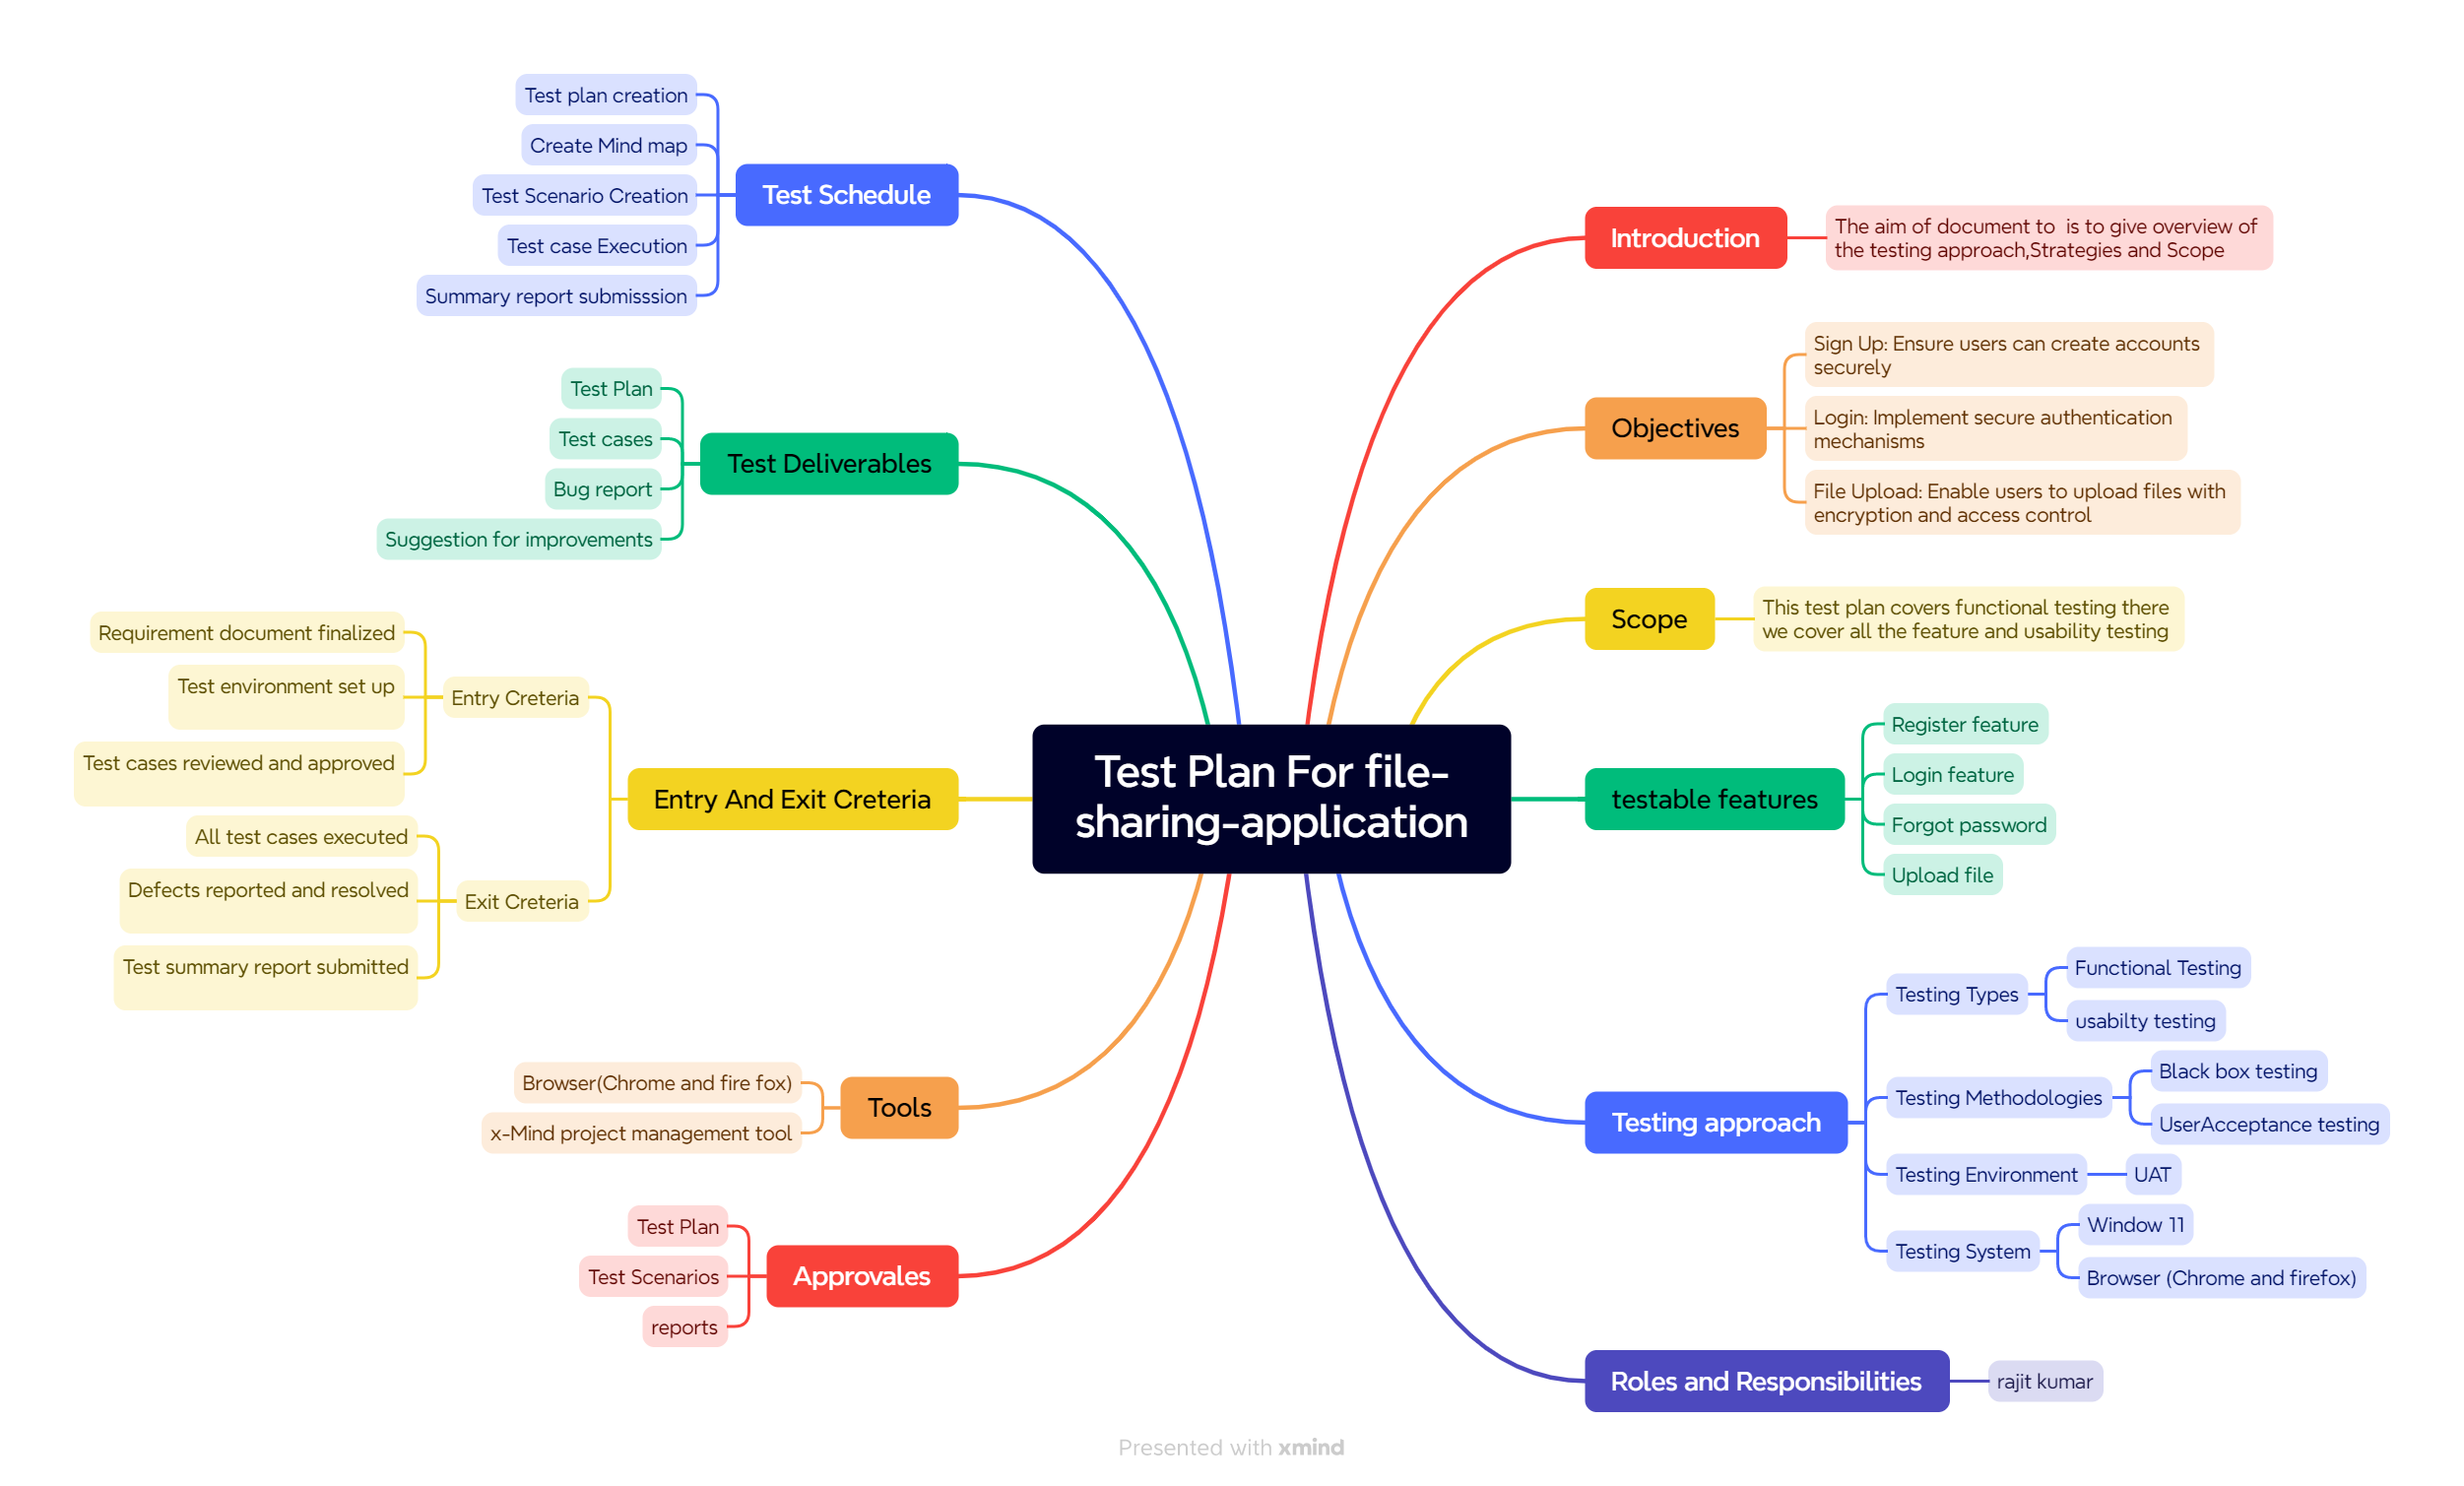 Test Plan For file-
sharing-application
Introduction
The aim of document to  is to give overview of
the testing approach,Strategies and Scope
Objectives
Sign Up: Ensure users can create accounts
securely
Login: Implement secure authentication
mechanisms
File Upload: Enable users to upload files with
encryption and access control
Scope
This test plan covers functional testing there
we cover all the feature and usability testing
testable features
Register feature
Login feature
Forgot password
Upload file
Testing approach
Testing Types
Functional Testing
usabilty testing
Testing Methodologies
Black box testing
UserAcceptance testing
Testing Environment
UAT
Testing System
Window 11
Browser (Chrome and firefox)
Roles and Responsibilities
rajit kumar
Test Schedule
Test plan creation
Create Mind map
Test Scenario Creation
Test case Execution
Summary report submisssion
Test Deliverables
Test Plan
Test cases
Bug report
Suggestion for improvements
Entry And Exit Creteria
Entry Creteria
Requirement document finalized
Test environment set up
Test cases reviewed and approved
Exit Creteria
All test cases executed
Defects reported and resolved
Test summary report submitted
Tools
Browser(Chrome and fire fox)
x-Mind project management tool
Approvales
Test Plan
Test Scenarios
reports
Presented with xmind